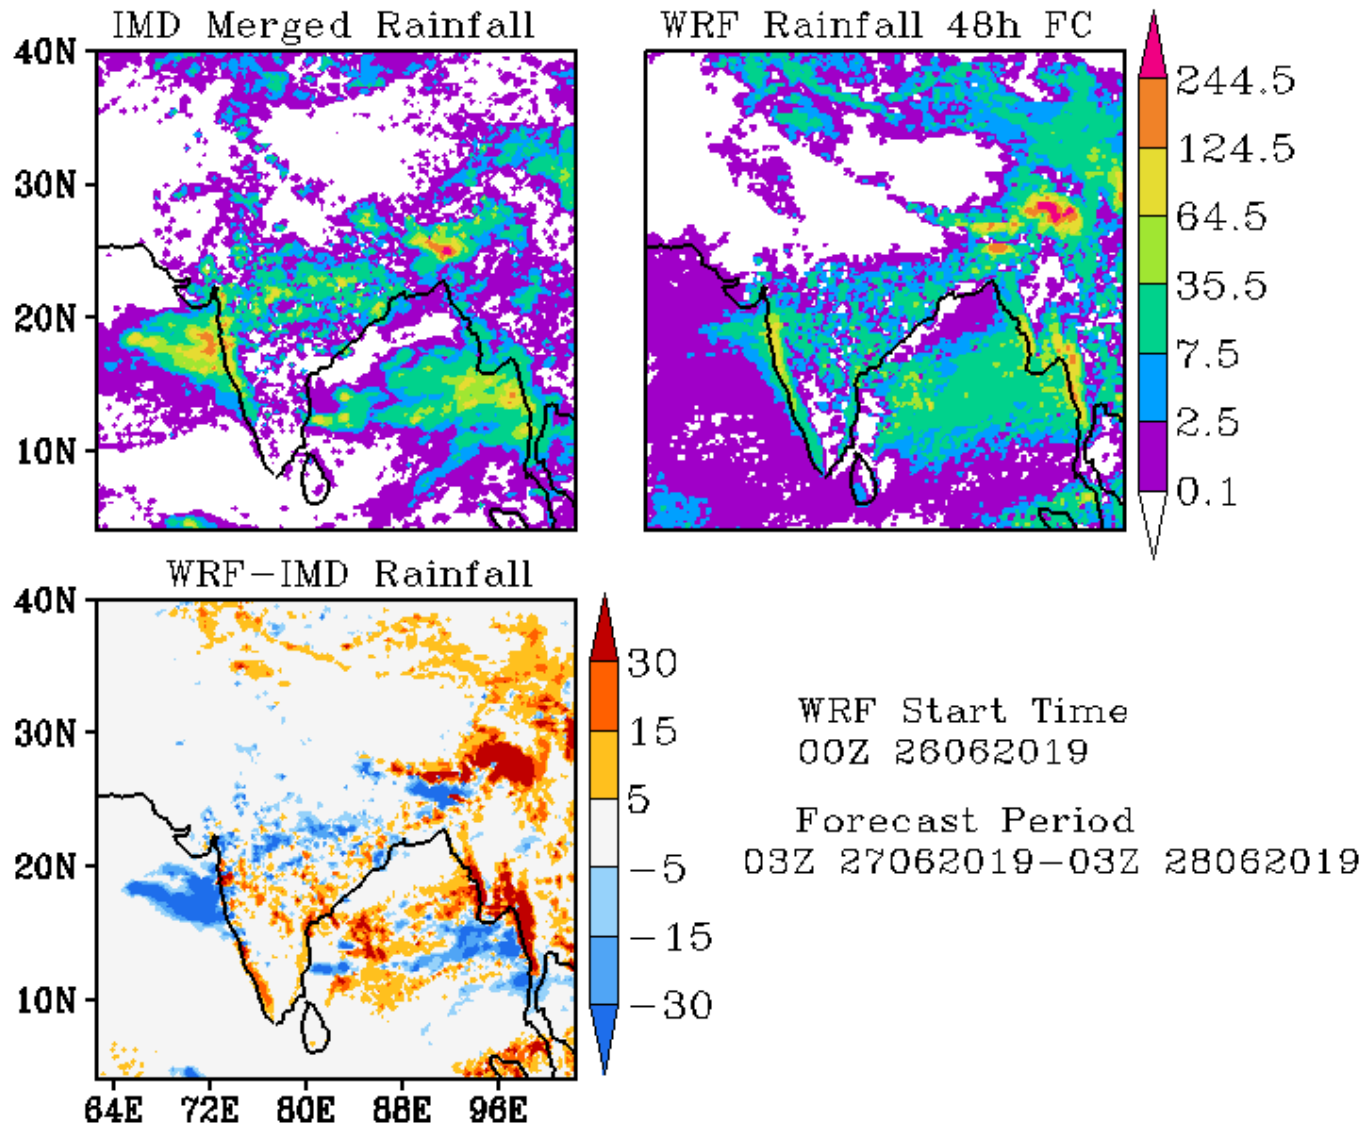 IMD Merged Rainfall
WRF Rainfall 48h FC
40N
30N
20N
10N
244.5
124.5
64.5
35.5
7.5
2.5
0.1
WRF-IMD Rainfall
40N
30N
20N
10N
64E 72E 80E 88E 96E
30
15
5
-5
-15
-30
WRF Start Time
00Z 26062019
Forecast Period
03Z 27062019-03Z 28062019